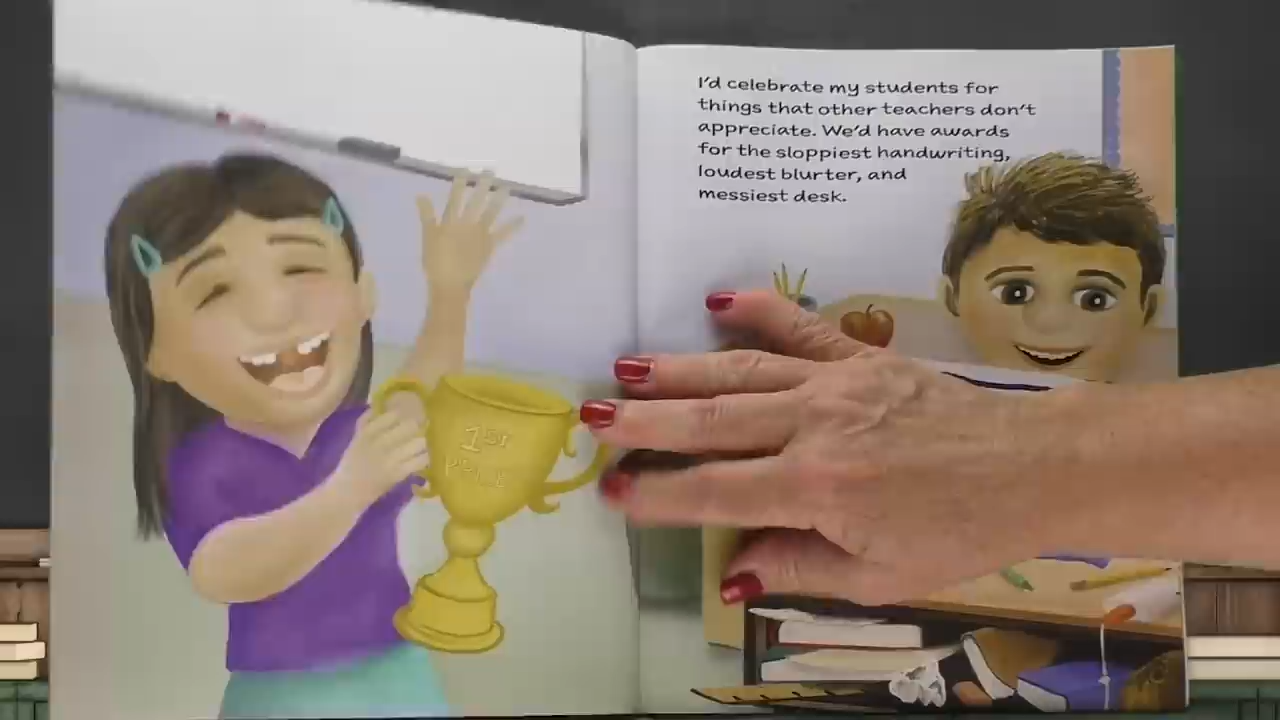 I'd celebrate my students for
things that other teachers don't
appreciate. We'd have awards
for the sloppiest handwriting,
loudest blurter, and
messiest desk.
1ST